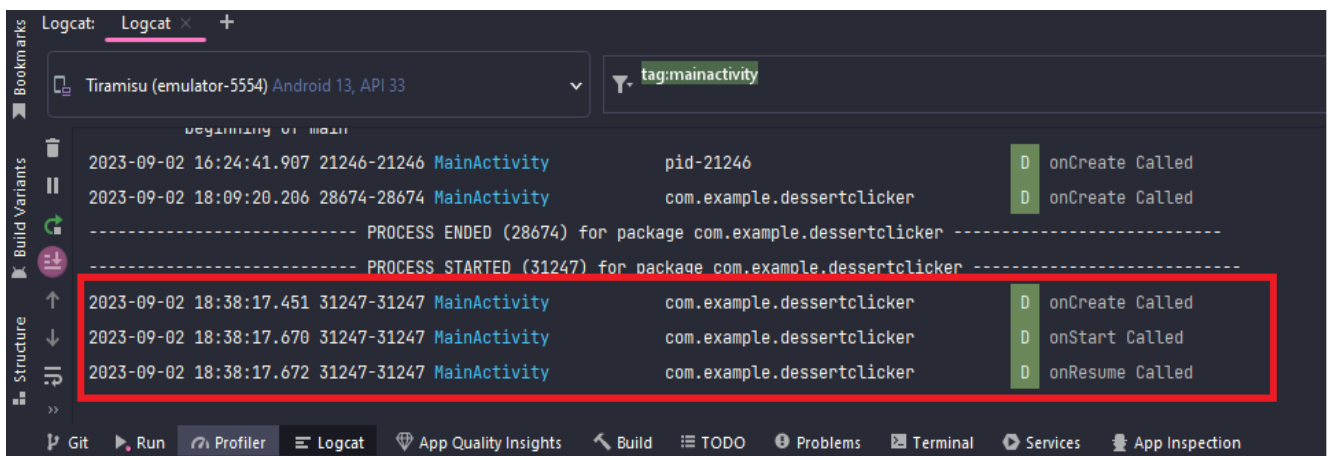 Logcat: Logcat × +
Bookmarks
Tiramisu (emulator-5554) Android 13, API 33
tag:mainactivity
beginning of main
2023-09-02 16:24:41.907 21246-21246 MainActivity pid-21246 D onCreate Called
2023-09-02 18:09:20.206 28674-28674 MainActivity com.example.dessertclicker D onCreate Called
Build Variants
---------------------------- PROCESS ENDED (28674) for package com.example.dessertclicker ----------------------------
---------------------------- PROCESS STARTED (31247) for package com.example.dessertclicker ----------------------------
2023-09-02 18:38:17.451 31247-31247 MainActivity com.example.dessertclicker D onCreate Called
2023-09-02 18:38:17.670 31247-31247 MainActivity com.example.dessertclicker D onStart Called
Structure
2023-09-02 18:38:17.672 31247-31247 MainActivity com.example.dessertclicker D onResume Called
Git Run Profiler Logcat App Quality Insights Build TODO Problems Terminal Services App Inspection